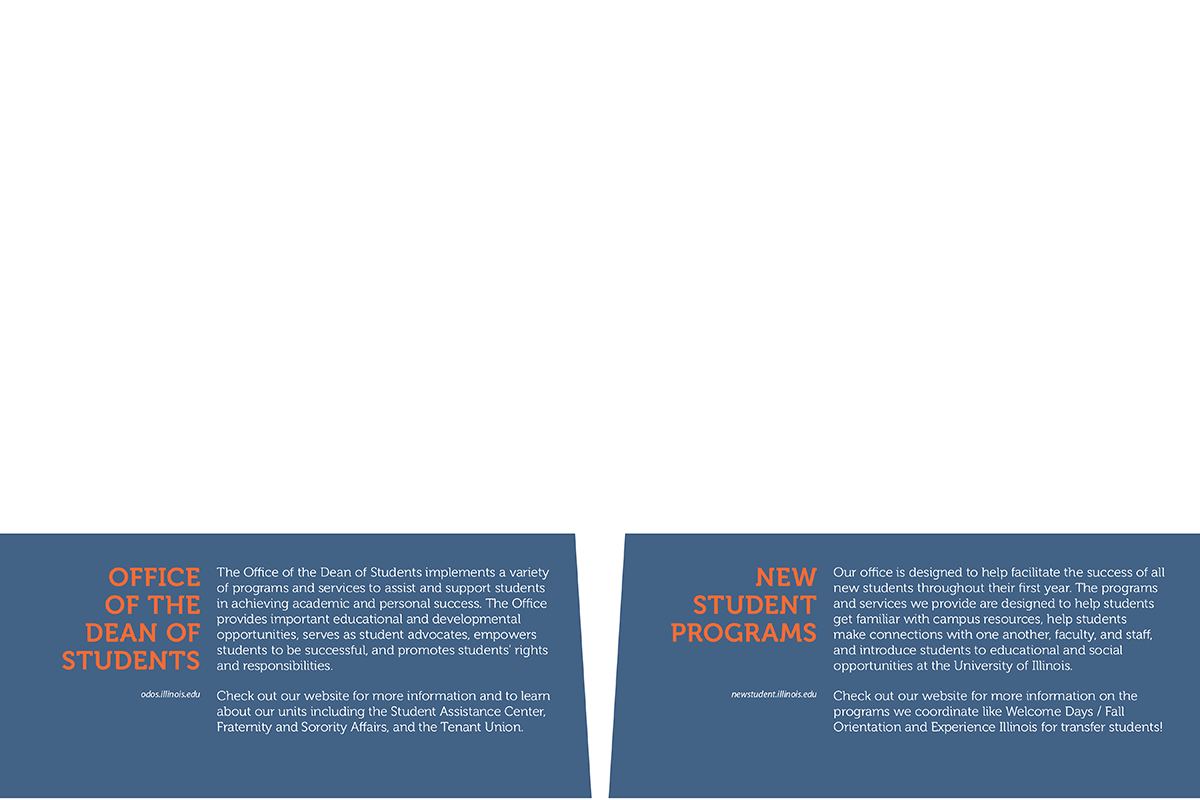 OFFICE
OF THE
DEAN OF
STUDENTS
odos.illinois.edu
The Office of the Dean of Students implements a variety
of programs and services to assist and support students
in achieving academic and personal success. The Office
provides important educational and developmental
opportunities, serves as student advocates, empowers
students to be successful, and promotes students' rights
and responsibilities.
Check out our website for more information and to learn
about our units including the Student Assistance Center,
Fraternity and Sorority Affairs, and the Tenant Union.
NEW
STUDENT
PROGRAMS
newstudent.illinois.edu
Our office is designed to help facilitate the success of all
new students throughout their first year. The programs
and services we provide are designed to help students
get familiar with campus resources, help students
make connections with one another, faculty, and staff,
and introduce students to educational and social
opportunities at the University of Illinois.
Check out our website for more information on the
programs we coordinate like Welcome Days / Fall
Orientation and Experience Illinois for transfer students!